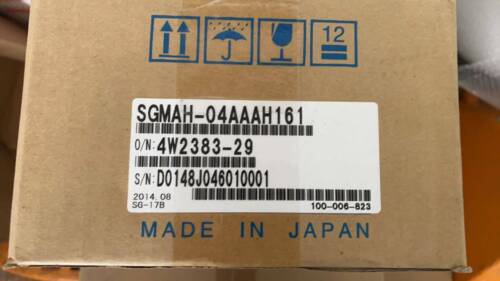 12
SGMAH-04AAAH161
O/N: 4W2383-29
S/N: D0148J046010001
2014.08
SG-17B
100-006-823
MADE IN JAPAN